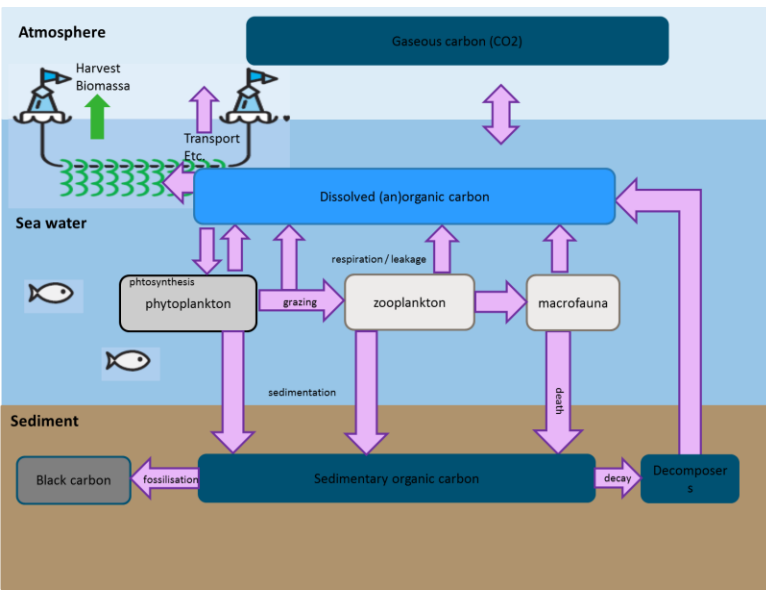 Atmosphere
Gaseous carbon (CO2)
Harvest
Biomassa
Transport
Etc.
Dissolved (an)organic carbon
Sea water
respiration / leakage
phtosynthesis
phytoplankton
grazing
zooplankton
macrofauna
sedimentation
death
Sediment
Black carbon
fossilisation
Sedimentary organic carbon
decay
Decomposer
s